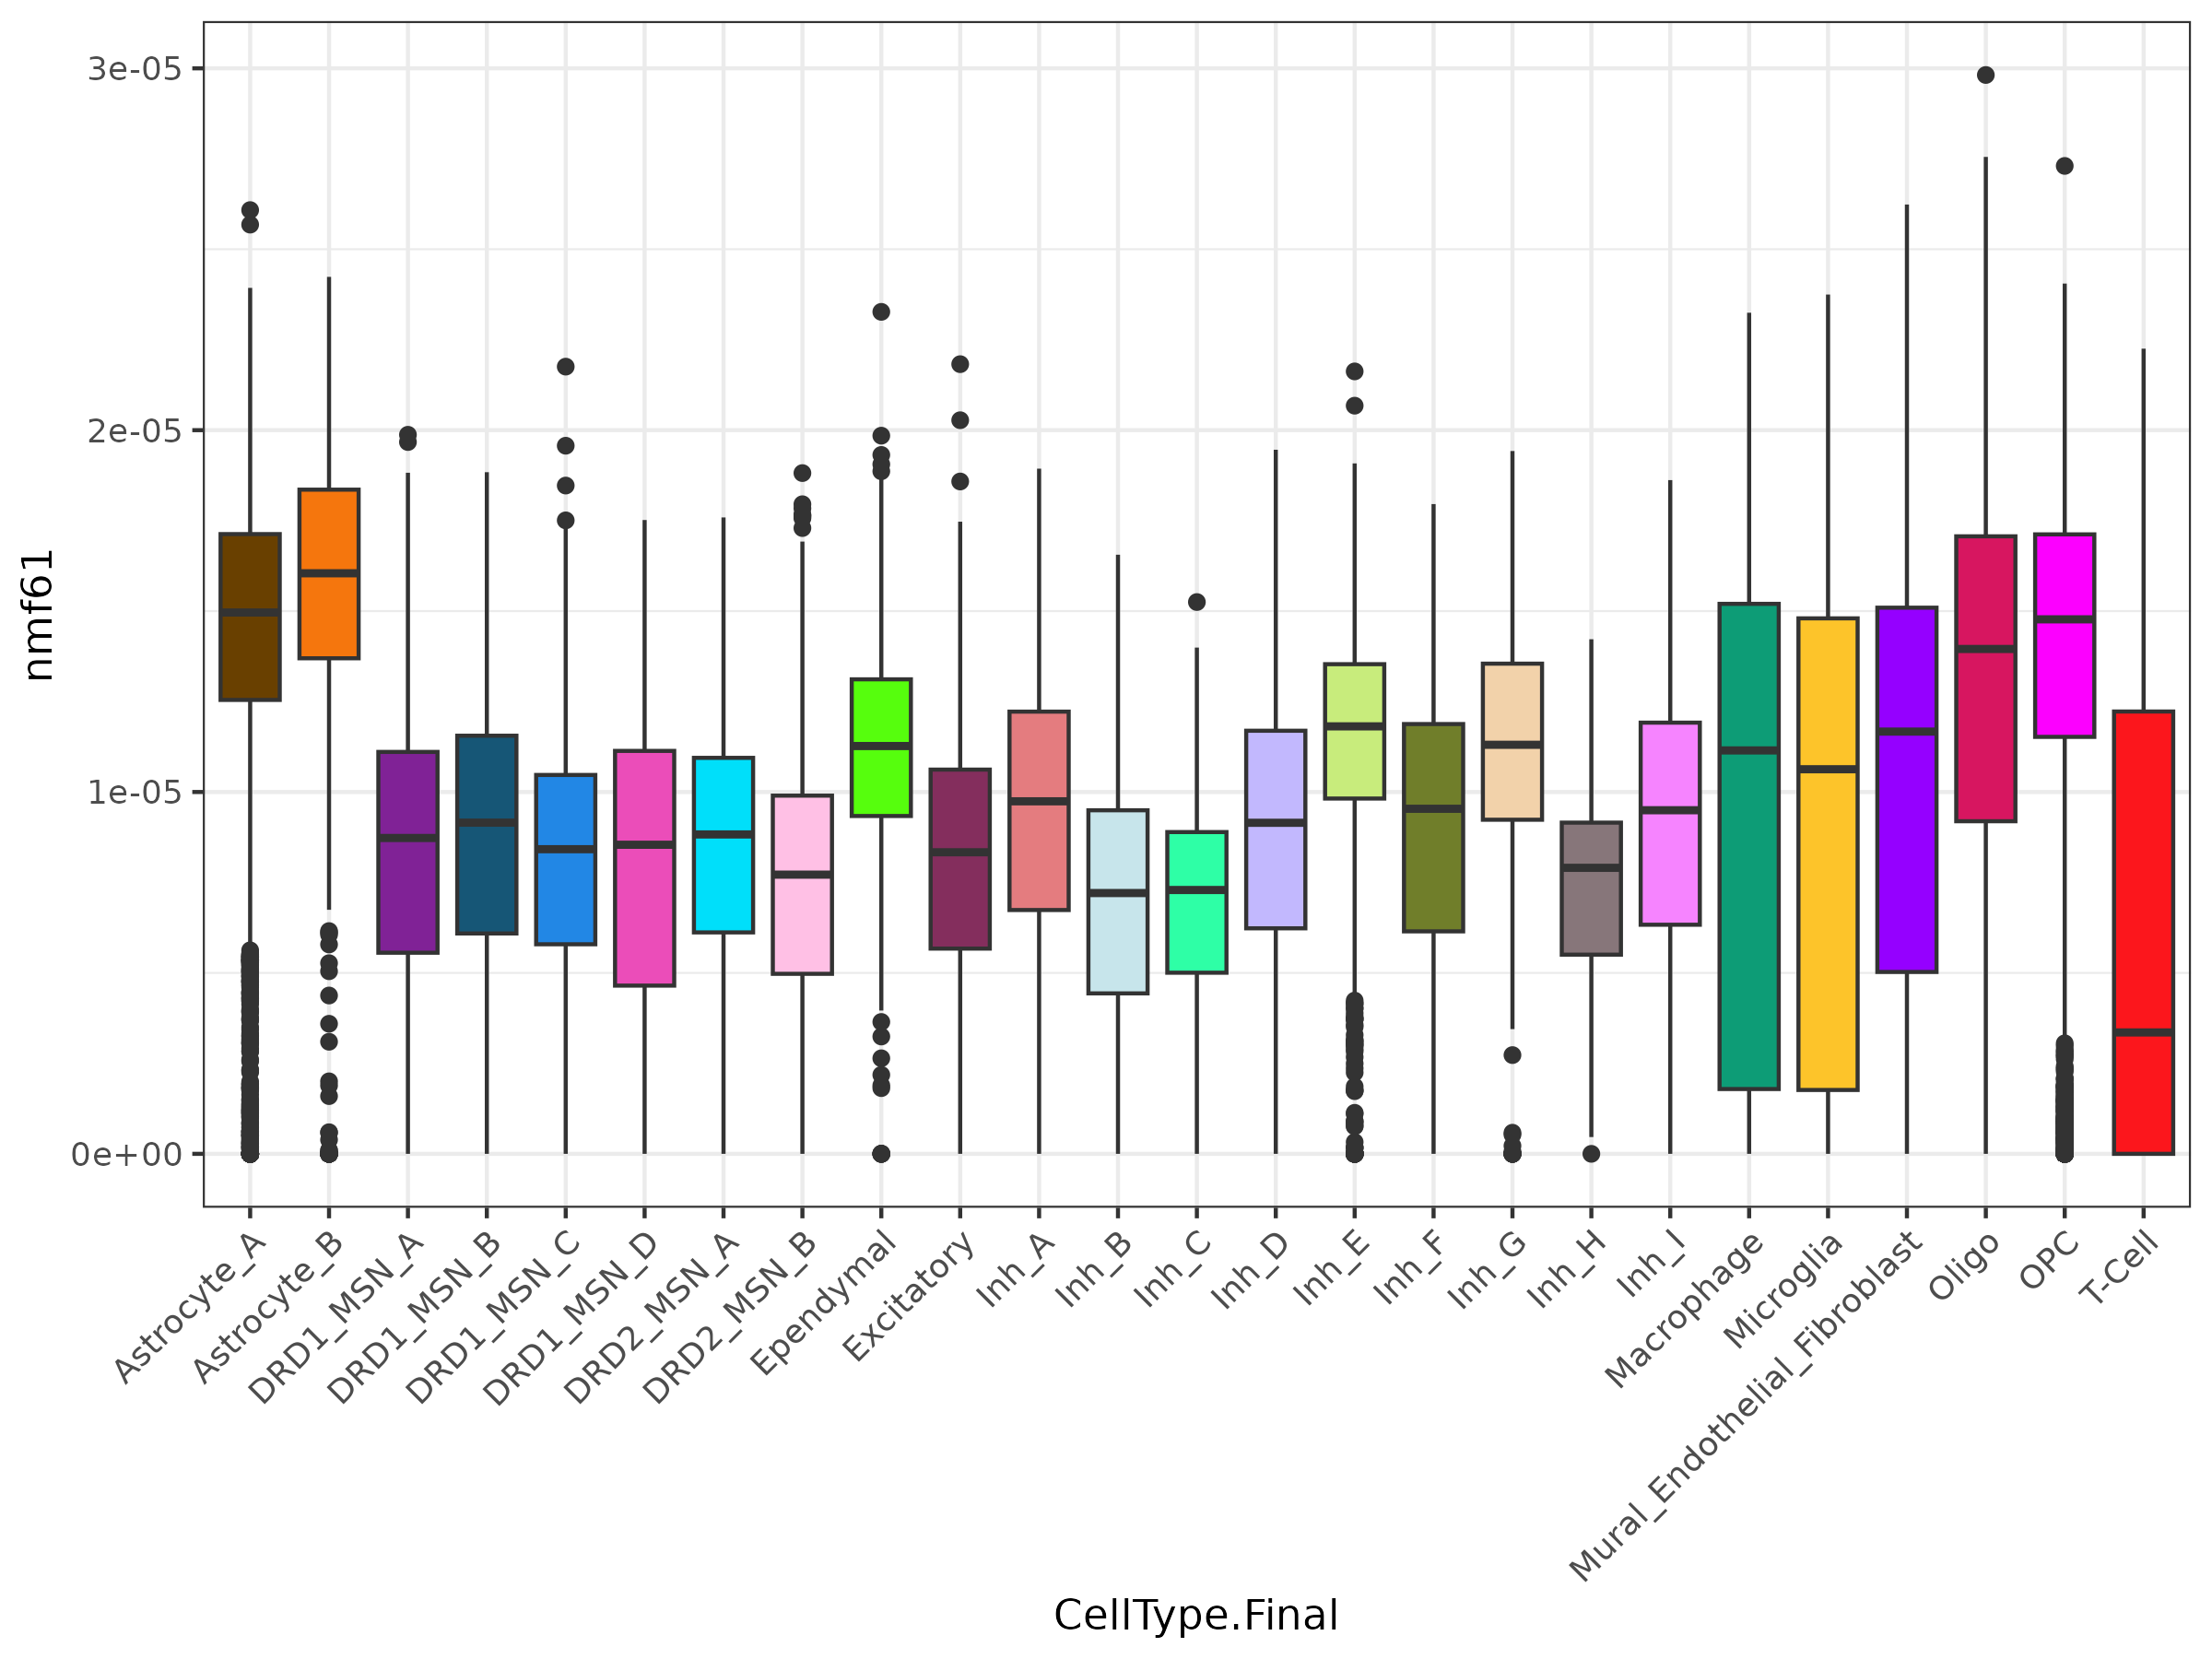 nmf61
3e-05
2e-05
1e-05
0e+00
Astrocyte_A
Astrocyte_B
DRD1_MSN_A
DRD1_MSN_B
DRD1_MSN_C
DRD1_MSN_D
DRD2_MSN_A
DRD2_MSN_B
Ependymal
Excitatory
Inh_A
Inh_B
Inh_C
Inh_D
Inh_E
Inh_F
Inh_G
Inh_H
Inh_I
Macrophage
Microglia
Mural_Endothelial_Fibroblast
Oligo
OPC
T-Cell
CellType.Final